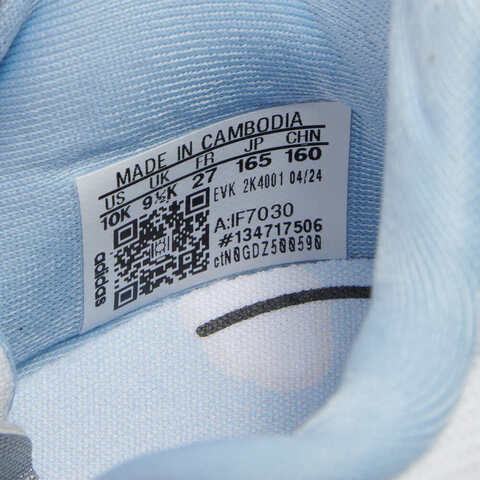 MADE IN CAMBODIA
US UK FR JP CHN
10K 9½K 27 165 160
EVK 2K4001 04/24
A:IF7030
#134717506
ctN0GDZ500590
adidas